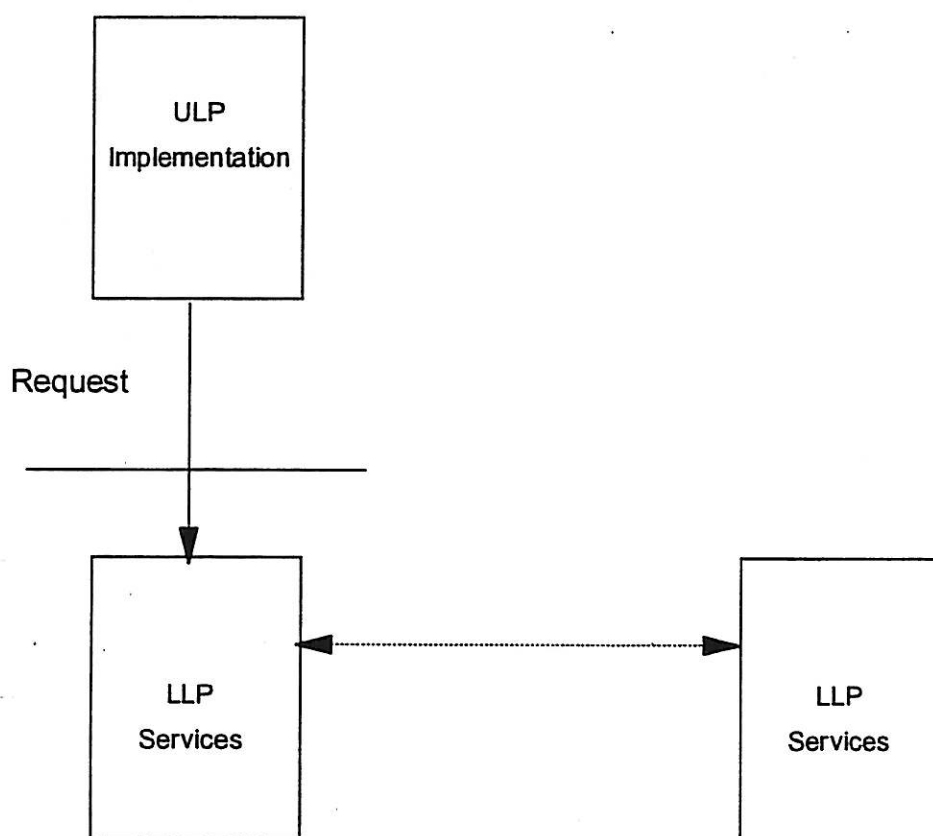 ULP
Implementation
Request
LLP
Services
LLP
Services